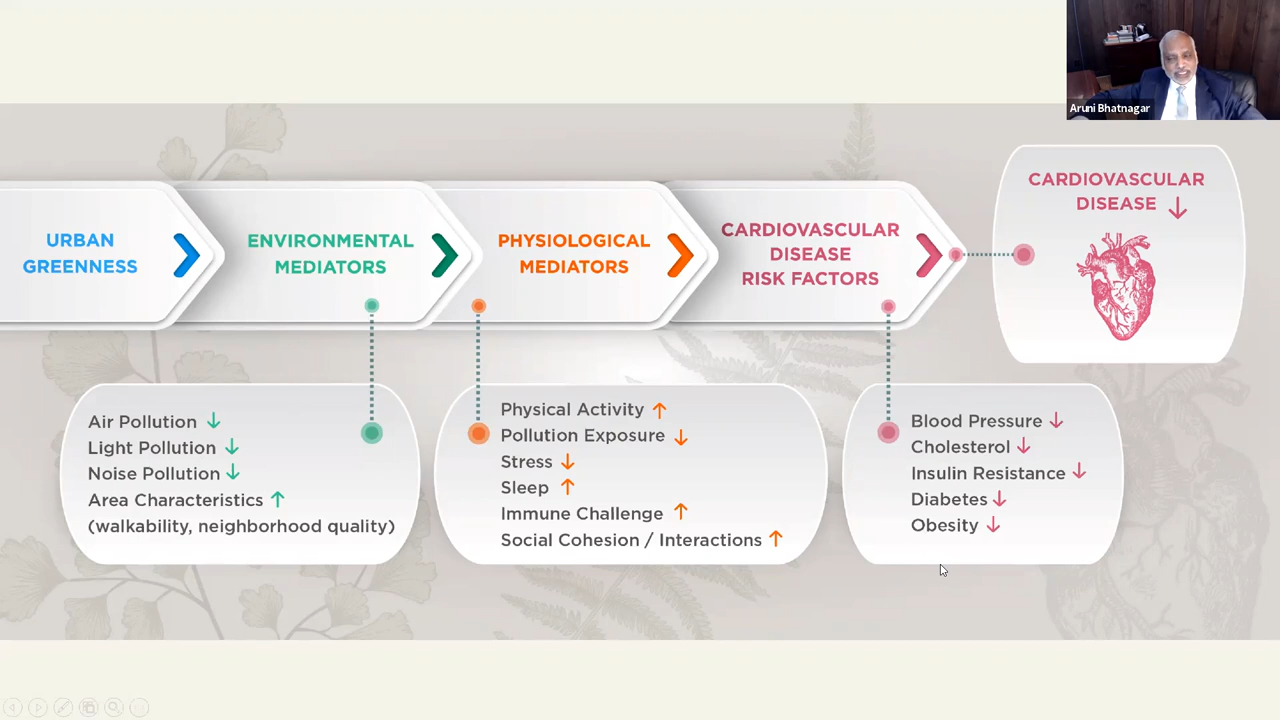 Aruni Bhatnagar
URBAN
GREENNESS
ENVIRONMENTAL
MEDIATORS
PHYSIOLOGICAL
MEDIATORS
CARDIOVASCULAR
DISEASE
RISK FACTORS
CARDIOVASCULAR
DISEASE ↓
Air Pollution ↓
Light Pollution ↓
Noise Pollution ↓
Area Characteristics ↑
(walkability, neighborhood quality)
Physical Activity ↑
Pollution Exposure ↓
Stress ↓
Sleep ↑
Immune Challenge ↑
Social Cohesion / Interactions ↑
Blood Pressure ↓
Cholesterol ↓
Insulin Resistance ↓
Diabetes ↓
Obesity ↓